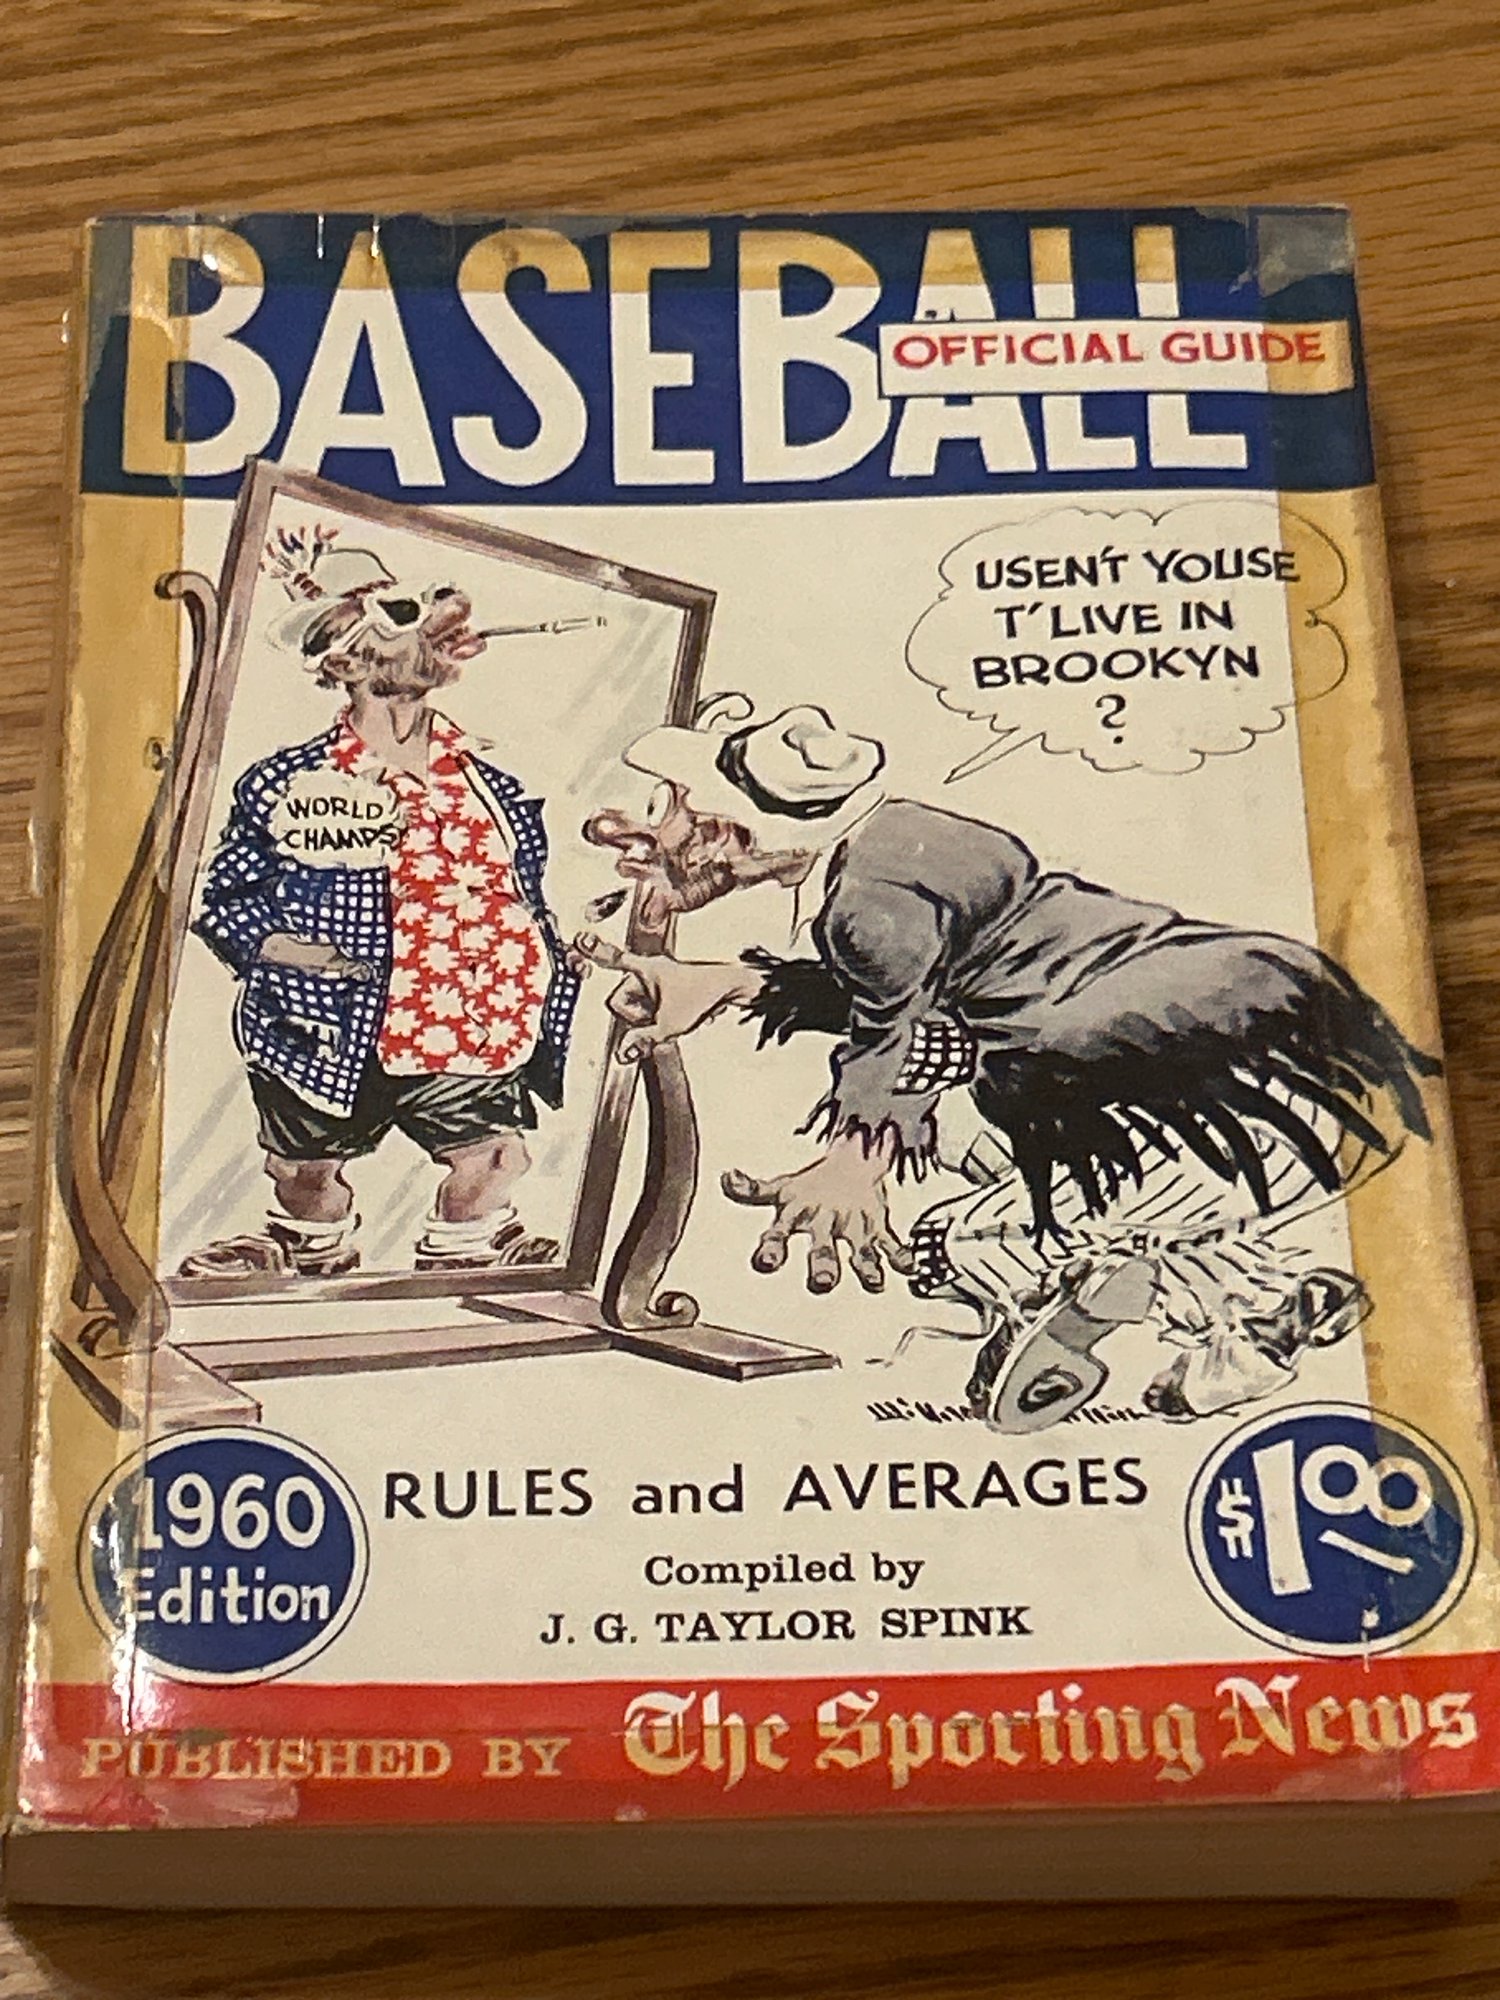 BASEBALL
OFFICIAL GUIDE
USEN'T YOUSE
T' LIVE IN
BROOKYN
?
WORLD
CHAMPS
1960
Edition
RULES and AVERAGES
Compiled by
J. G. TAYLOR SPINK
$1.00
PUBLISHED BY The Sporting News